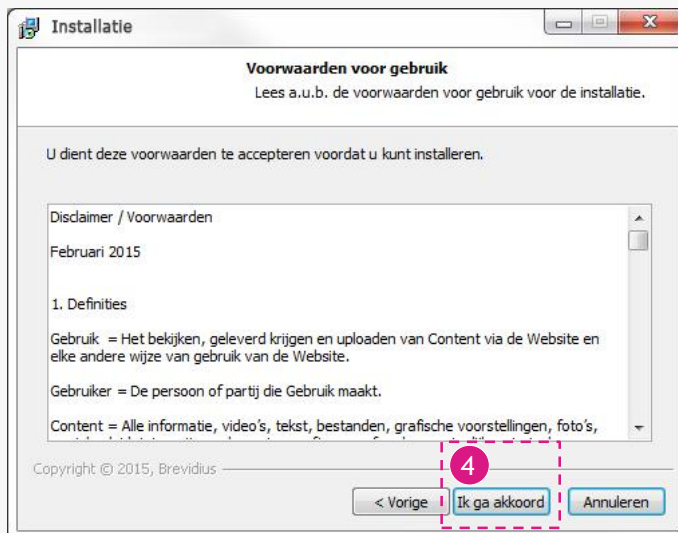 Installatie
Voorwaarden voor gebruik
Lees a.u.b. de voorwaarden voor gebruik voor de installatie.
U dient deze voorwaarden te accepteren voordat u kunt installeren.
Disclaimer / Voorwaarden
Februari 2015
1. Definities
Gebruik = Het bekijken, geleverd krijgen en uploaden van Content via de Website en
elke andere wijze van gebruik van de Website.
Gebruiker = De persoon of partij die Gebruik maakt.
Content = Alle informatie, video's, tekst, bestanden, grafische voorstellingen, foto's,
Copyright © 2015, Brevidius
4
< Vorige
Ik ga akkoord
Annuleren